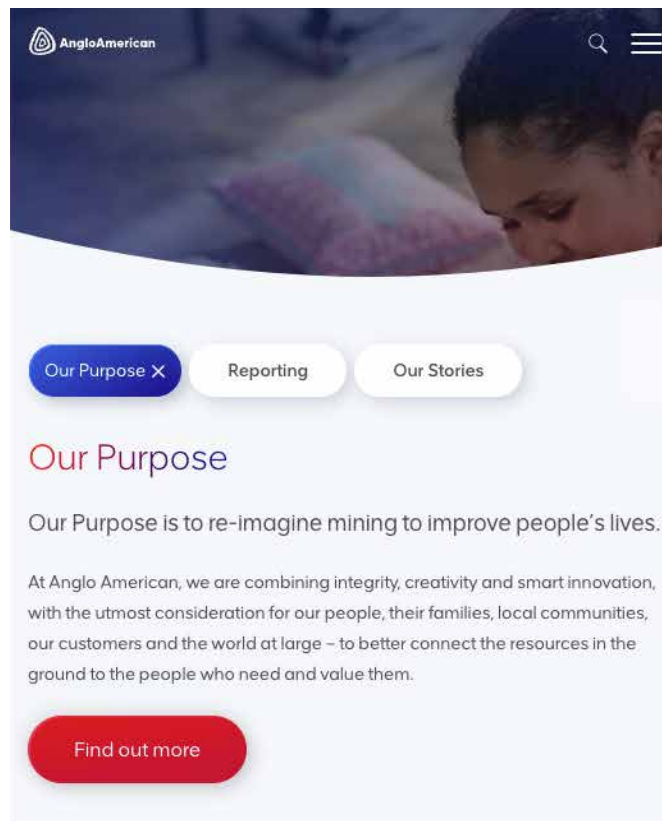 AngloAmerican
Our Purpose
Reporting
Our Stories
Our Purpose
Our Purpose is to re-imagine mining to improve people's lives.
At Anglo American, we are combining integrity, creativity and smart innovation,
with the utmost consideration for our people, their families, local communities,
our customers and the world at large – to better connect the resources in the
ground to the people who need and value them.
Find out more